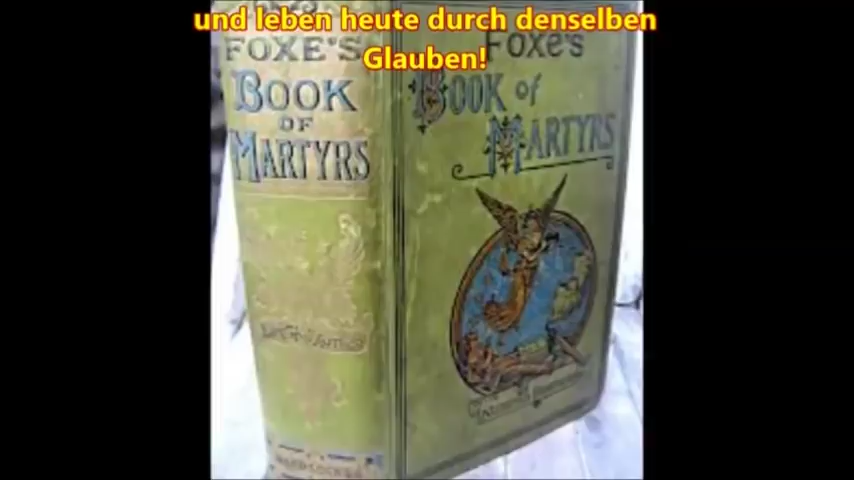 und leben heute durch denselben
Glauben!
FOXE'S
BOOK
OF
MARTYRS
Foxe's
BOOK of
MARTYRS